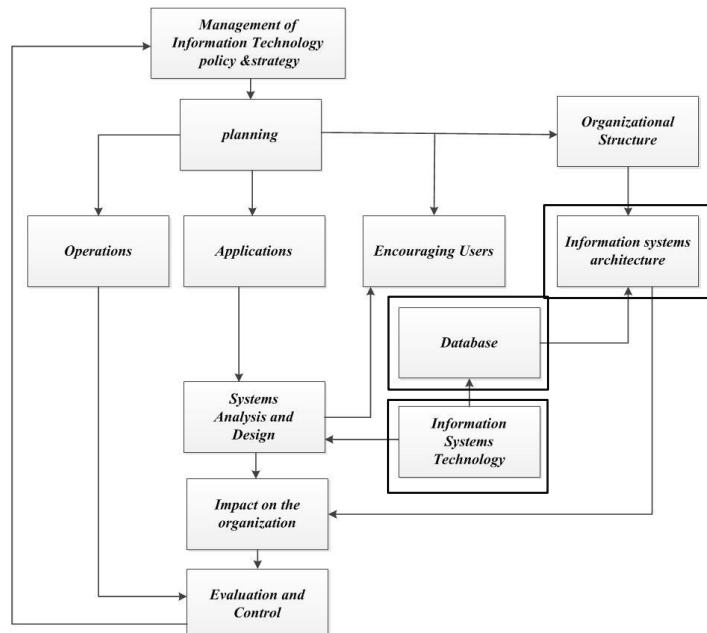 Management of
Information Technology
policy &strategy
planning
Organizational
Structure
Operations
Applications
Encouraging Users
Information systems
architecture
Database
Systems
Analysis and
Design
Information
Systems
Technology
Impact on the
organization
Evaluation and
Control